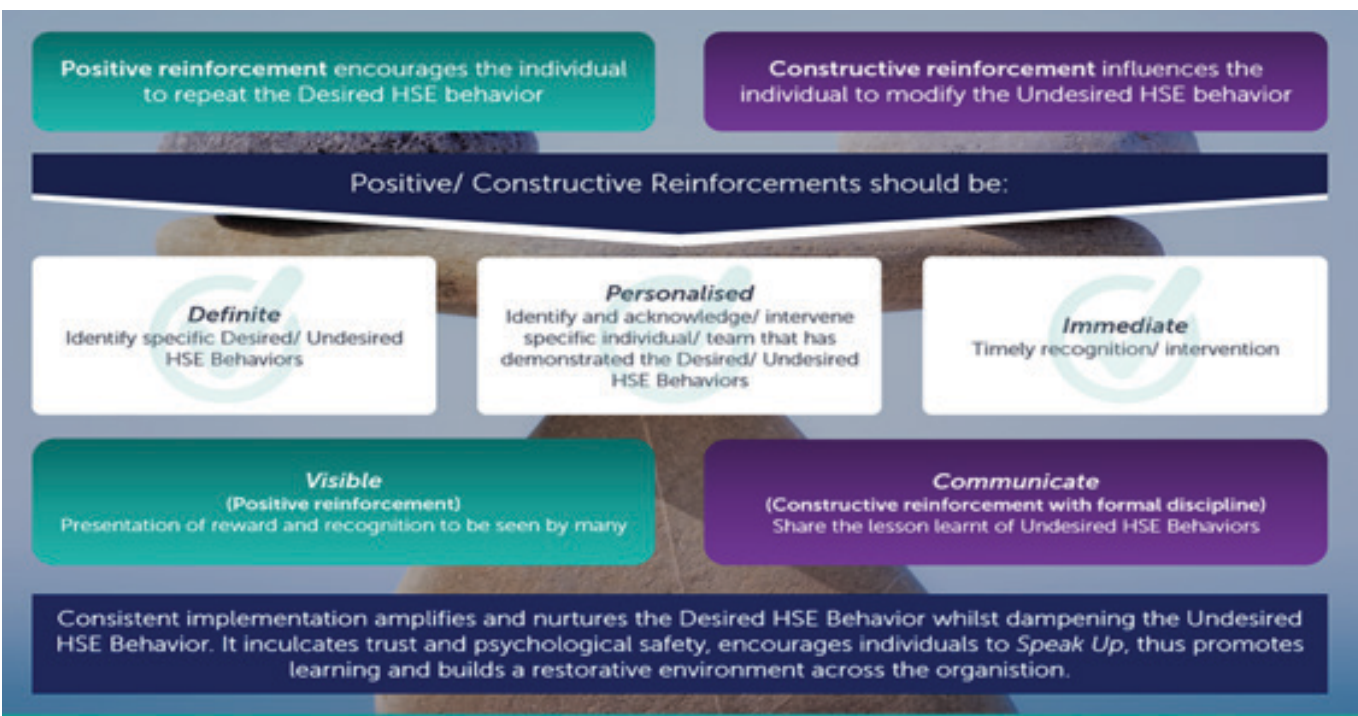 Positive reinforcement encourages the individual
to repeat the Desired HSE behavior
Constructive reinforcement influences the
individual to modify the Undesired HSE behavior
Positive/ Constructive Reinforcements should be:
Definite
Identify specific Desired/ Undesired
HSE Behaviors
Personalised
Identify and acknowledge/ intervene
specific individual/ team that has
demonstrated the Desired/ Undesired
HSE Behaviors
Immediate
Timely recognition/ intervention
Visible
(Positive reinforcement)
Presentation of reward and recognition to be seen by many
Communicate
(Constructive reinforcement with formal discipline)
Share the lesson learnt of Undesired HSE Behaviors
Consistent implementation amplifies and nurtures the Desired HSE Behavior whilst dampening the Undesired
HSE Behavior. It inculcates trust and psychological safety, encourages individuals to Speak Up, thus promotes
learning and builds a restorative environment across the organistion.